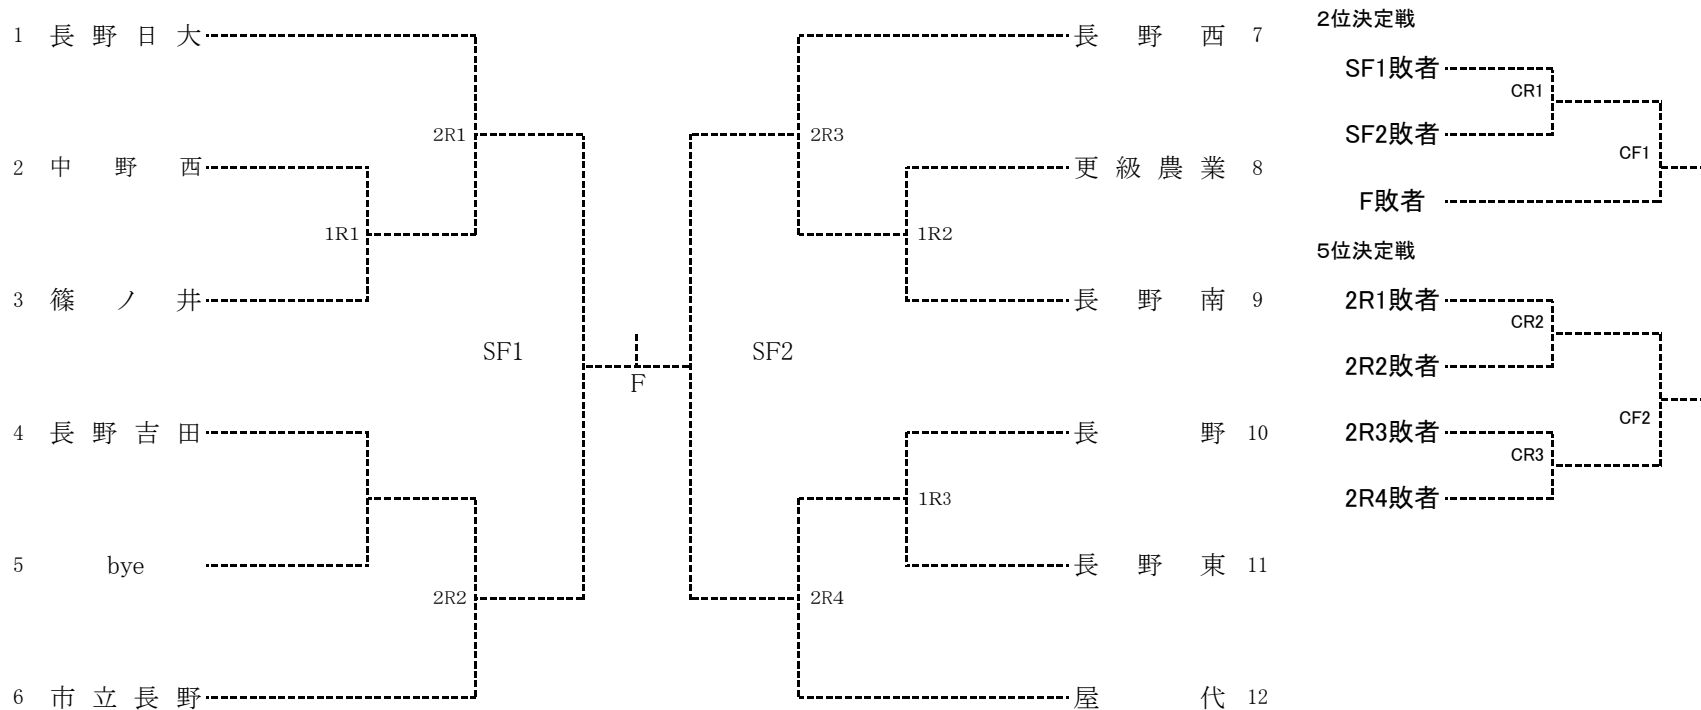 1 長野日大
2R1
2 中野西
1R1
3 篠ノ井
SF1
4 長野吉田
5 bye
2R2
6 市立長野
F
長野西 7
2R3
更級農業 8
1R2
長野南 9
SF2
長野 10
1R3
長野東 11
2R4
屋代 12
2位決定戦
SF1敗者
CR1
SF2敗者
CF1
F敗者
5位決定戦
2R1敗者
CR2
2R2敗者
CF2
2R3敗者
CR3
2R4敗者